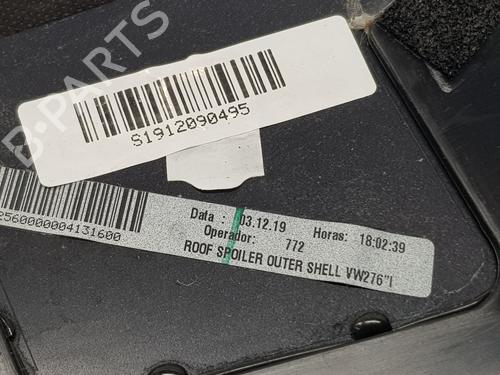 B-PARTS
S1912090495
2560000004131600
Data : 03.12.19 Horas: 18:02:39
Operador: 772
ROOF SPOILER OUTER SHELL VW276"I